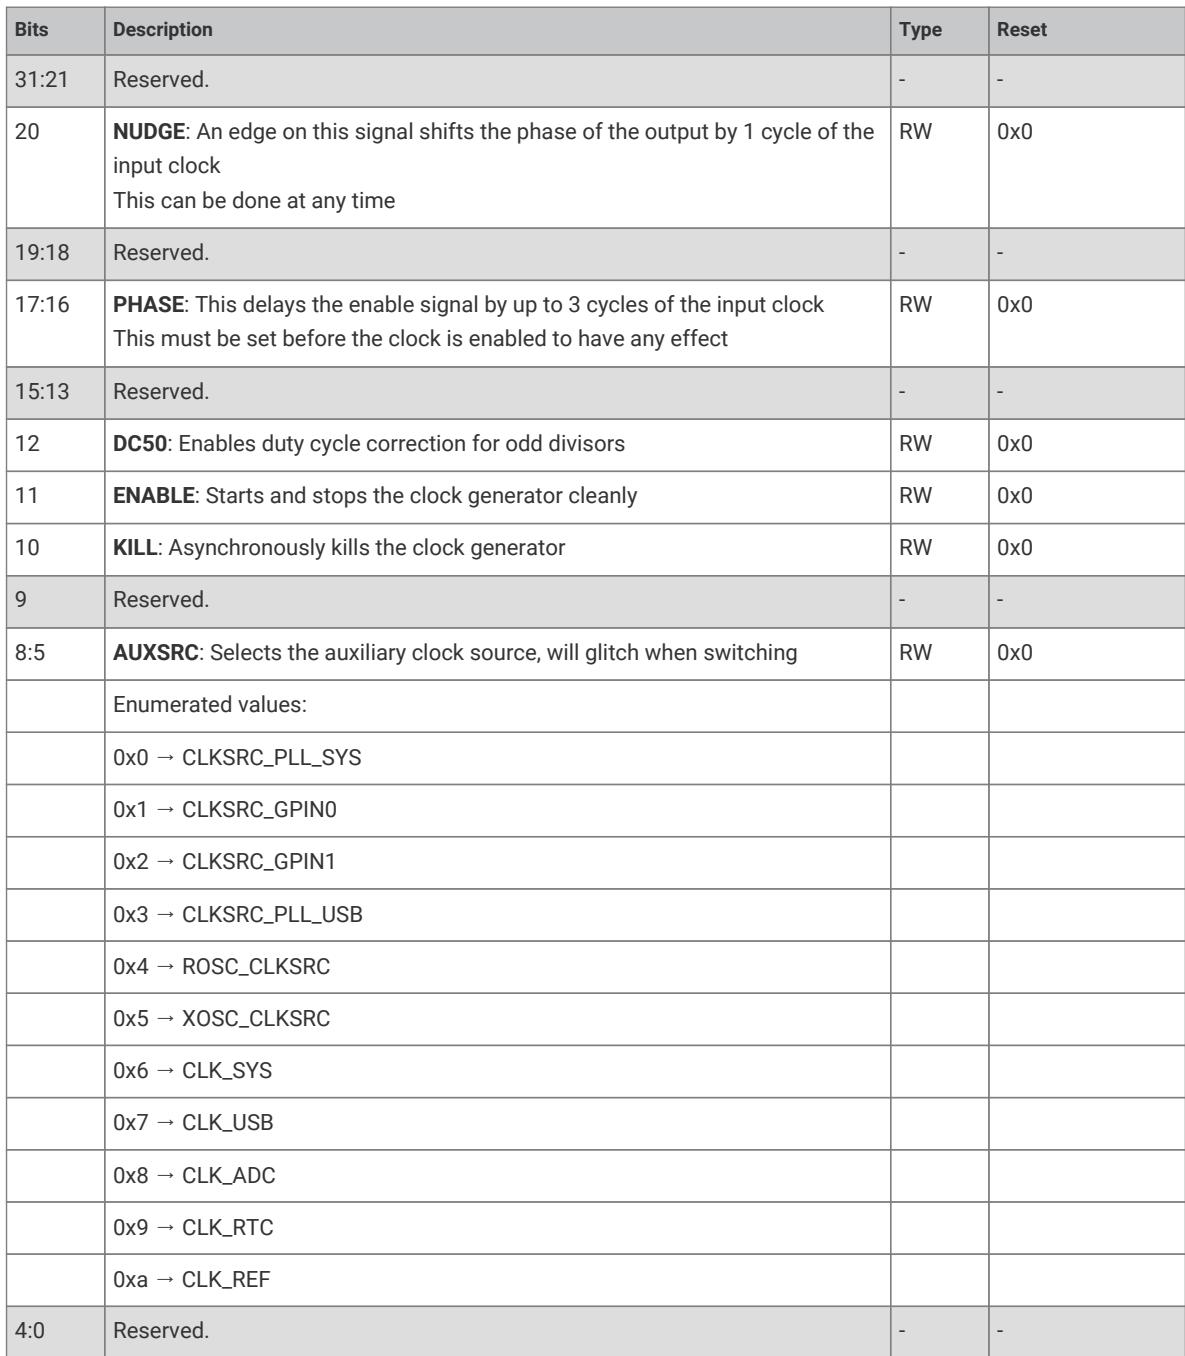 Bits Description Type Reset
31:21 Reserved. - -
20 NUDGE: An edge on this signal shifts the phase of the output by 1 cycle of the RW 0x0
input clock
This can be done at any time
19:18 Reserved. - -
17:16 PHASE: This delays the enable signal by up to 3 cycles of the input clock RW 0x0
This must be set before the clock is enabled to have any effect
15:13 Reserved. - -
12 DC50: Enables duty cycle correction for odd divisors RW 0x0
11 ENABLE: Starts and stops the clock generator cleanly RW 0x0
10 KILL: Asynchronously kills the clock generator RW 0x0
9 Reserved. - -
8:5 AUXSRC: Selects the auxiliary clock source, will glitch when switching RW 0x0
Enumerated values:
0x0 → CLKSRC_PLL_SYS
0x1 → CLKSRC_GPIN0
0x2 → CLKSRC_GPIN1
0x3 → CLKSRC_PLL_USB
0x4 → ROSC_CLKSRC
0x5 → XOSC_CLKSRC
0x6 → CLK_SYS
0x7 → CLK_USB
0x8 → CLK_ADC
0x9 → CLK_RTC
0xa → CLK_REF
4:0 Reserved. - -